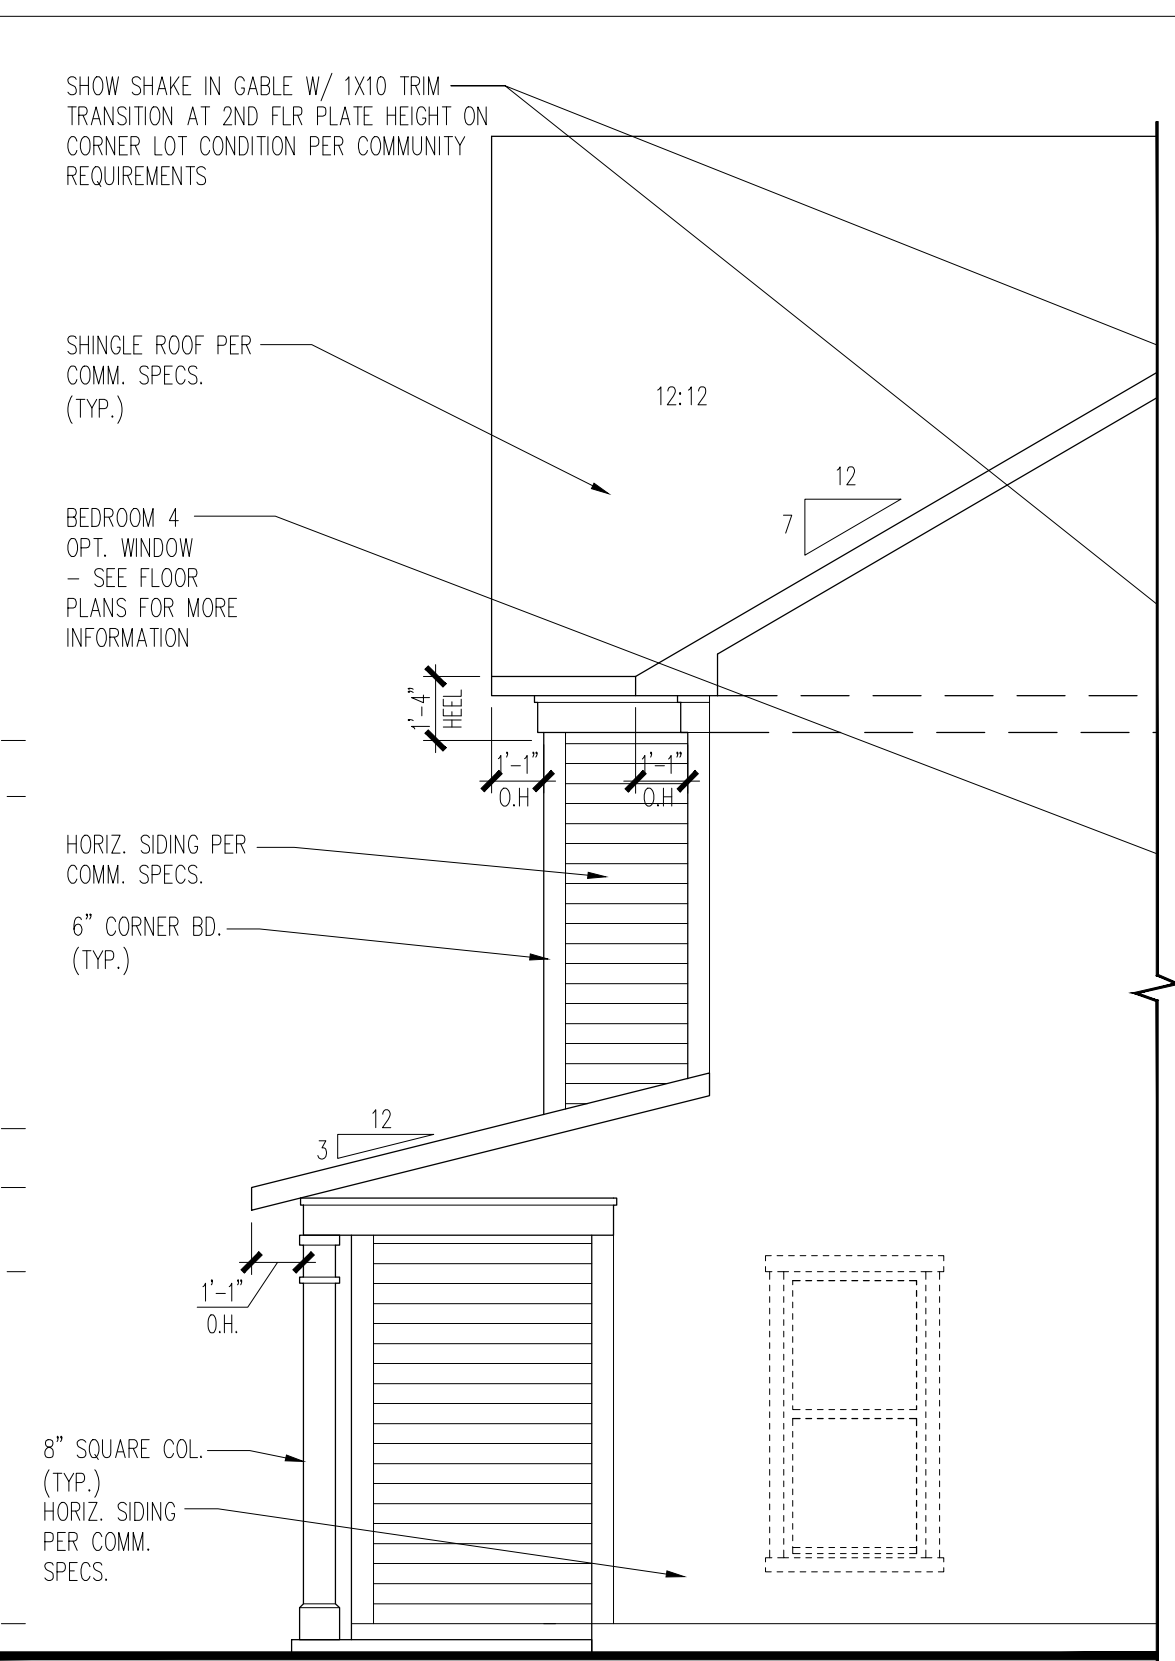 SHOW SHAKE IN GABLE W/ 1X10 TRIM
TRANSITION AT 2ND FLR PLATE HEIGHT ON
CORNER LOT CONDITION PER COMMUNITY
REQUIREMENTS
SHINGLE ROOF PER
COMM. SPECS.
(TYP.)
12:12
12
7
BEDROOM 4
OPT. WINDOW
– SEE FLOOR
PLANS FOR MORE
INFORMATION
1'–4"
HEEL
1'–1"
O.H
1'–1"
O.H
HORIZ. SIDING PER
COMM. SPECS.
6" CORNER BD.
(TYP.)
12
3
1'–1"
O.H.
8" SQUARE COL.
(TYP.)
HORIZ. SIDING
PER COMM.
SPECS.